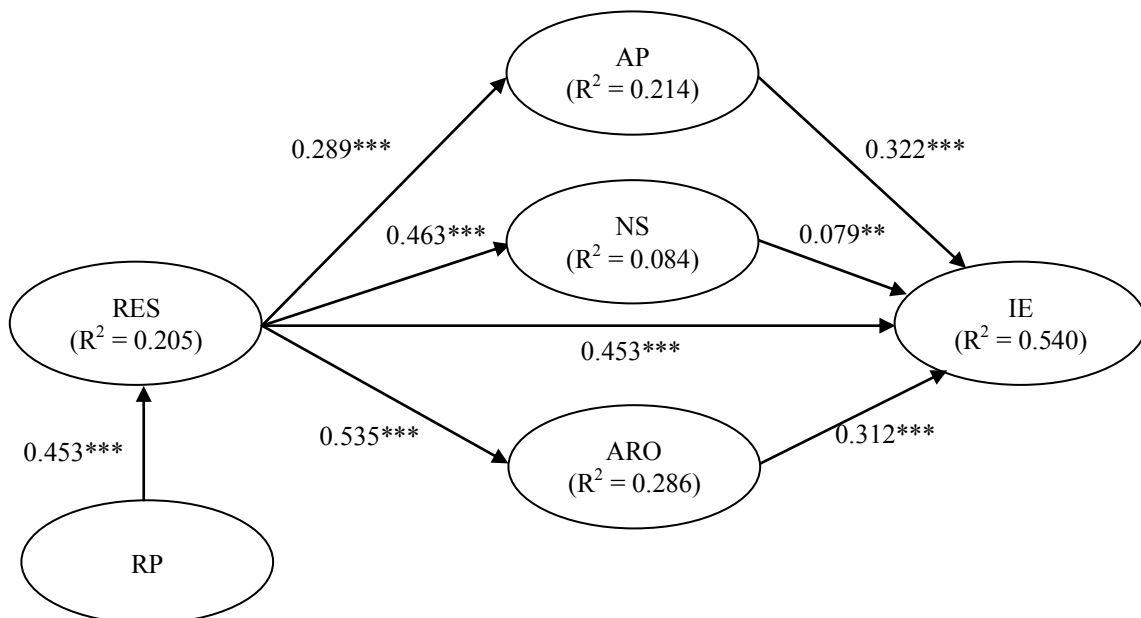 AP
(R² = 0.214)
0.289***
0.322***
NS
(R² = 0.084)
0.463***
0.079**
RES
(R² = 0.205)
IE
(R² = 0.540)
0.453***
0.535***
ARO
(R² = 0.286)
0.312***
0.453***
RP